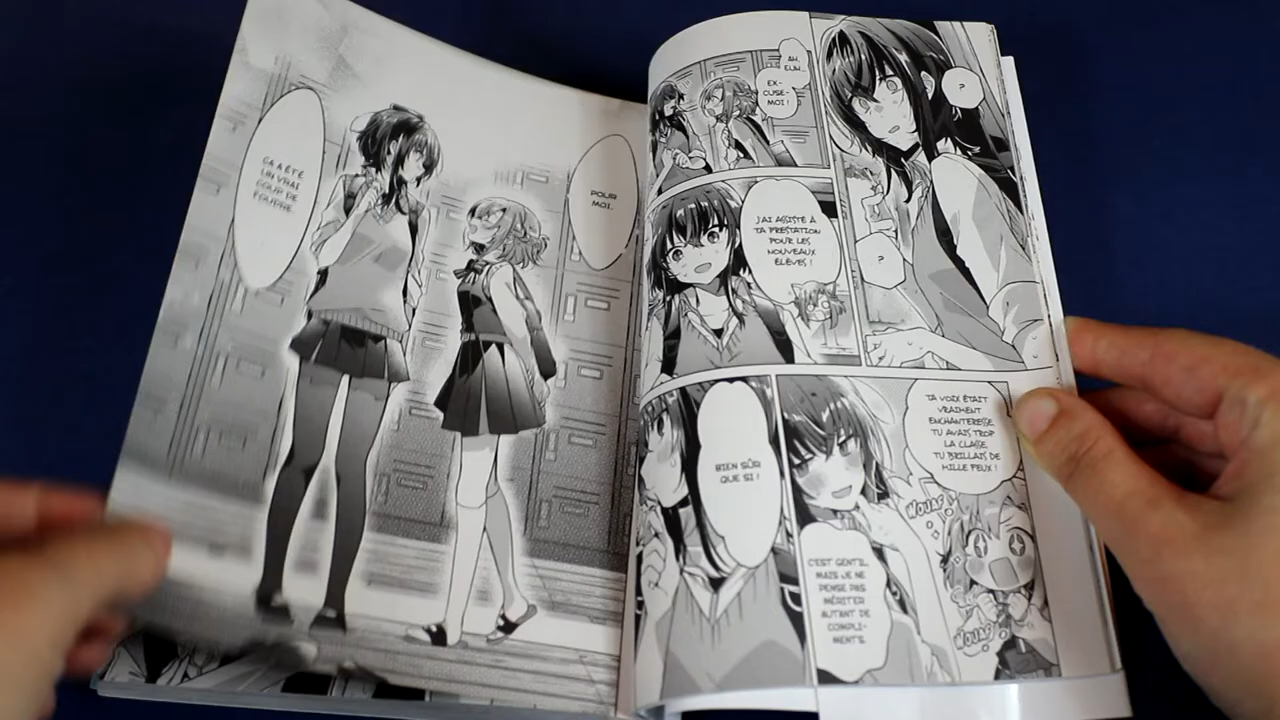 ?
?
AH,
EUH...
EX-
CUSE-
MOI !
J'AI ASSISTÉ À
TA PRESTATION
POUR LES
NOUVEAUX
ÉLÈVES !
TA VOIX ÉTAIT
VRAIMENT
ENCHANTERESSE.
TU AVAIS TROP
LA CLASSE.
TU BRILLAIS DE
MILLE FEUX !
WOUAF !
WOUAF !
C'EST GENTIL,
MAIS JE NE
PENSE PAS
MÉRITER
AUTANT DE
COMPLI-
MENTS.
BIEN SÛR
QUE SI !
POUR
MOI,
ÇA A ÉTÉ
UN VRAI
COUP DE
FOUDRE.